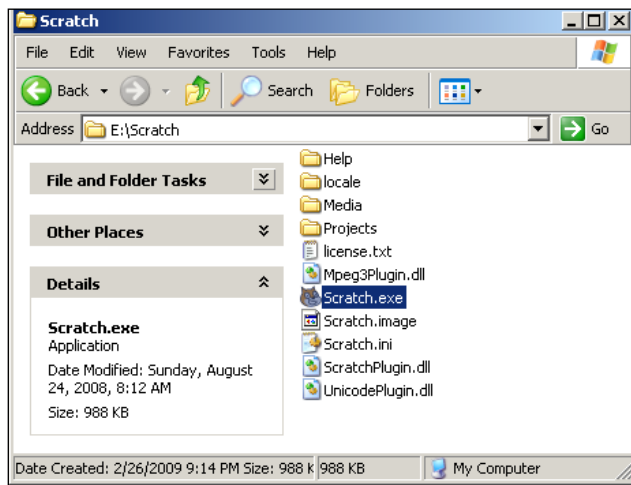 Scratch
File Edit View Favorites Tools Help
Back Search Folders
Address E:\Scratch Go
File and Folder Tasks
Other Places
Details
Scratch.exe
Application
Date Modified: Sunday, August
24, 2008, 8:12 AM
Size: 988 KB
Help
locale
Media
Projects
license.txt
Mpeg3Plugin.dll
Scratch.exe
Scratch.image
Scratch.ini
ScratchPlugin.dll
UnicodePlugin.dll
Date Created: 2/26/2009 9:14 PM Size: 988 K 988 KB My Computer